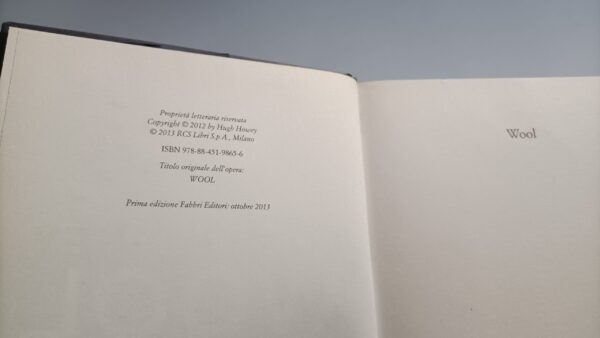 Proprietà letteraria riservata
Copyright © 2012 by Hugh Howey
© 2013 RCS Libri S.p.A., Milano
ISBN 978-88-451-9865-6
Titolo originale dell'opera:
WOOL
Prima edizione Fabbri Editori: ottobre 2013
Wool